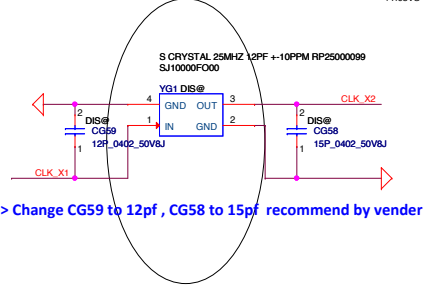 S CRYSTAL 25MHZ 12PF +-10PPM RP25000099
SJ10000FO00
YG1 DIS@
4 GND OUT 3
1 IN GND 2
2
DIS@
CG59
12P_0402_50V8J
1
CLK_X1
CLK_X2
2
DIS@
CG58
15P_0402_50V8J
1
> Change CG59 to 12pf , CG58 to 15pf recommend by vender